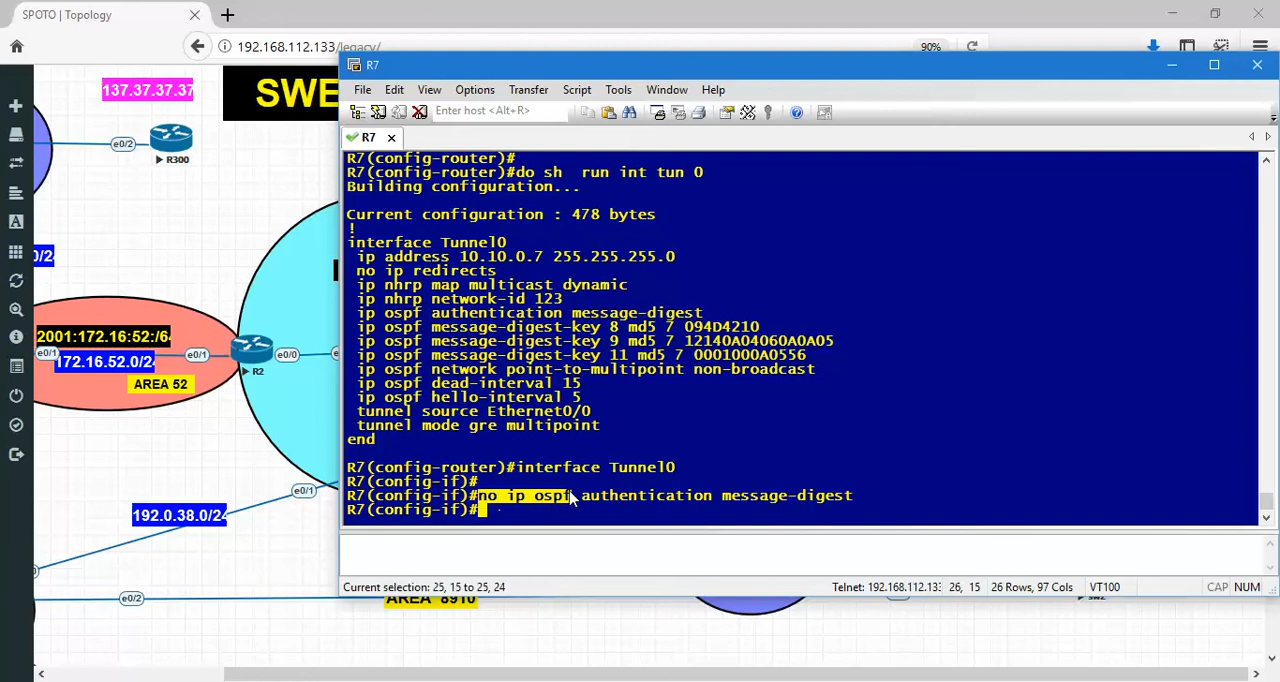 SPOTO | Topology
192.168.112.133/legacy/
90%
137.37.37.37
SWE
e0/2
R300
0/24
2001:172.16:52:/64
e0/1
172.16.52.0/24
e0/1
AREA 52
R2
e0/0
e0/1
192.0.38.0/24
e0/2
AREA 8910
R7
File Edit View Options Transfer Script Tools Window Help
Enter host <Alt+R>
R7
R7(config-router)#
R7(config-router)#do sh  run int tun 0
Building configuration...
Current configuration : 478 bytes
!
interface Tunnel0
ip address 10.10.0.7 255.255.255.0
no ip redirects
ip nhrp map multicast dynamic
ip nhrp network-id 123
ip ospf authentication message-digest
ip ospf message-digest-key 8 md5 7 094D4210
ip ospf message-digest-key 9 md5 7 12140A04060A0A05
ip ospf message-digest-key 11 md5 7 0001000A0556
ip ospf network point-to-multipoint non-broadcast
ip ospf dead-interval 15
ip ospf hello-interval 5
tunnel source Ethernet0/0
tunnel mode gre multipoint
end
R7(config-router)#interface Tunnel0
R7(config-if)#
R7(config-if)#no ip ospf authentication message-digest
R7(config-if)#
Current selection: 25, 15 to 25, 24
Telnet: 192.168.112.133 26, 15 26 Rows, 97 Cols VT100 CAP NUM